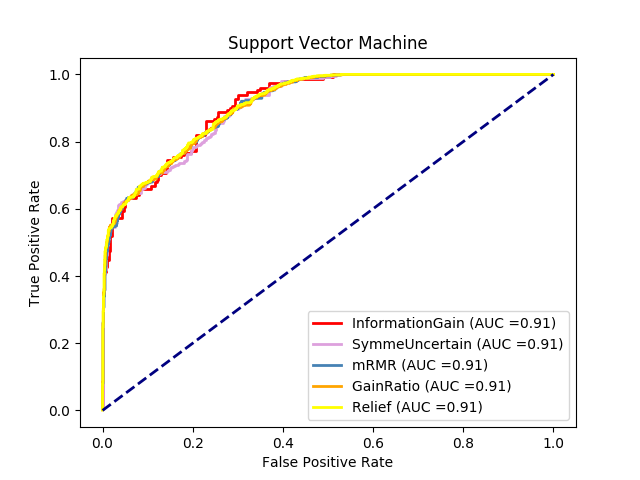 Support Vector Machine
True Positive Rate
1.0
0.8
0.6
0.4
0.2
0.0
InformationGain (AUC =0.91)
SymmeUncertain (AUC =0.91)
mRMR (AUC =0.91)
GainRatio (AUC =0.91)
Relief (AUC =0.91)
0.0 0.2 0.4 0.6 0.8 1.0
False Positive Rate